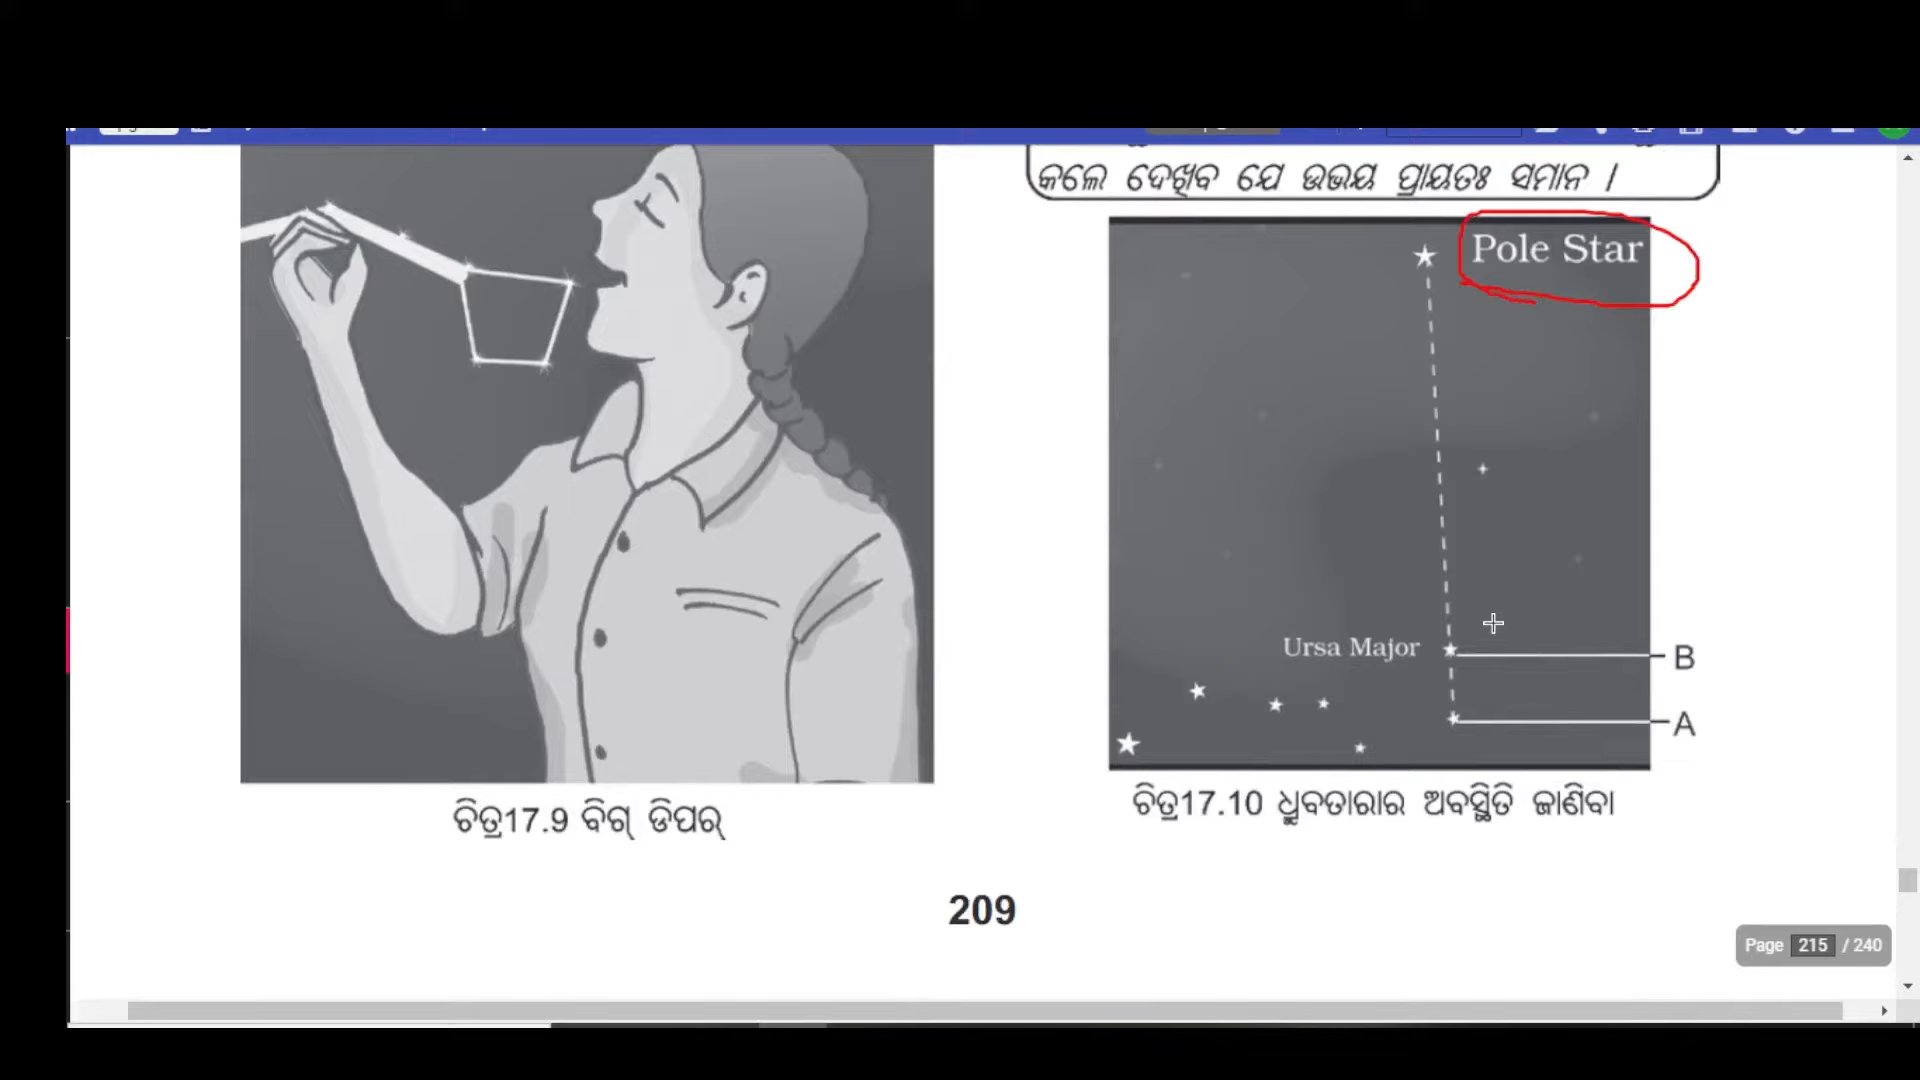 କଲେ ଦେଖିବ ଯେ ଉଭୟ ପ୍ରାୟତଃ ସମାନ ।
Pole Star
Ursa Major
B
A
ଚିତ୍ର17.9 ବିଗ୍ ଡିପର୍
ଚିତ୍ର17.10 ଧ୍ରୁବତାରାର ଅବସ୍ଥିତି ଜାଣିବା
209
Page 215 / 240